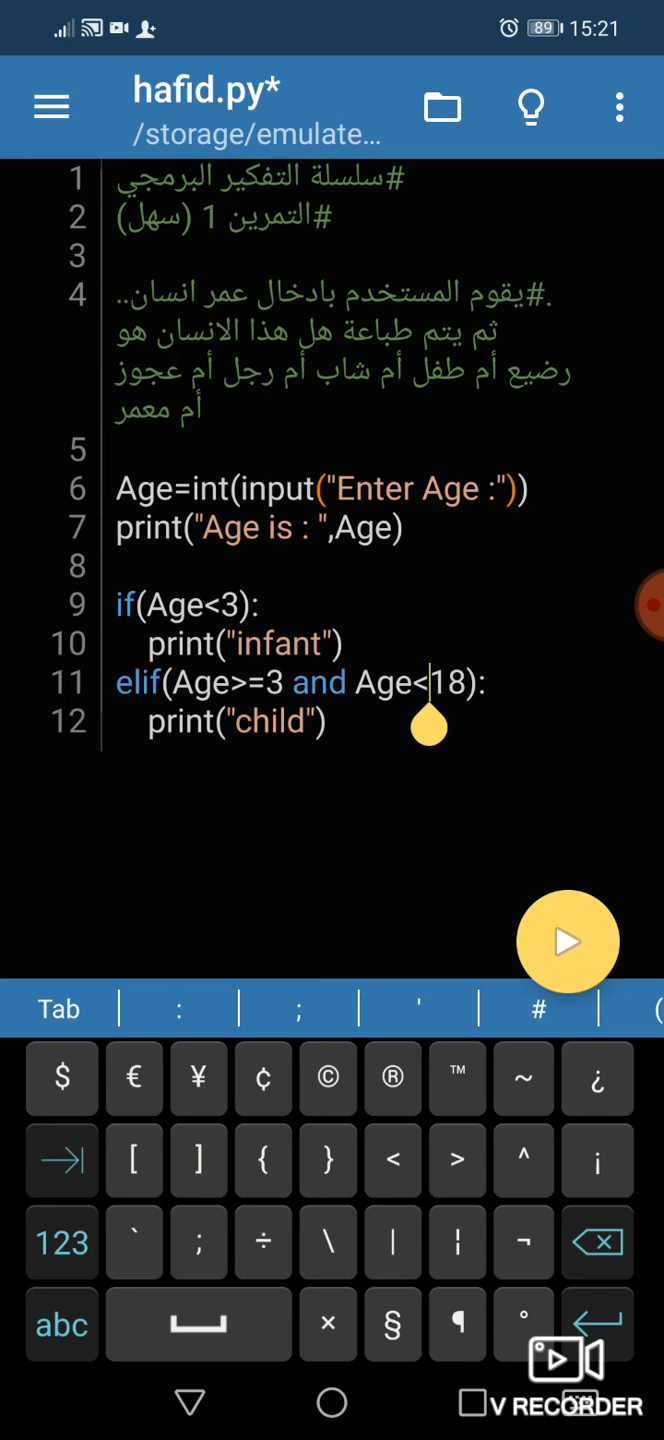 15:21
89
hafid.py*
/storage/emulate...
1 #سلسلة التفكير البرمجي
2 #التمرين 1 (سهل)
3
4 .#يقوم المستخدم بادخال عمر انسان..
ثم يتم طباعة هل هذا الانسان هو
رضيع أم طفل أم شاب أم رجل أم عجوز
أم معمر
5
6 Age=int(input("Enter Age :"))
7 print("Age is : ",Age)
8
9 if(Age<3):
10 print("infant")
11 elif(Age>=3 and Age<18):
12 print("child")
Tab : ; ' # (
$ € ¥ ¢ © ® ™ ~ ¿
[ ] { } < > ^ ¡
123 ` ; ÷ \ | ¦ ¬
abc × § ¶ °
V RECORDER